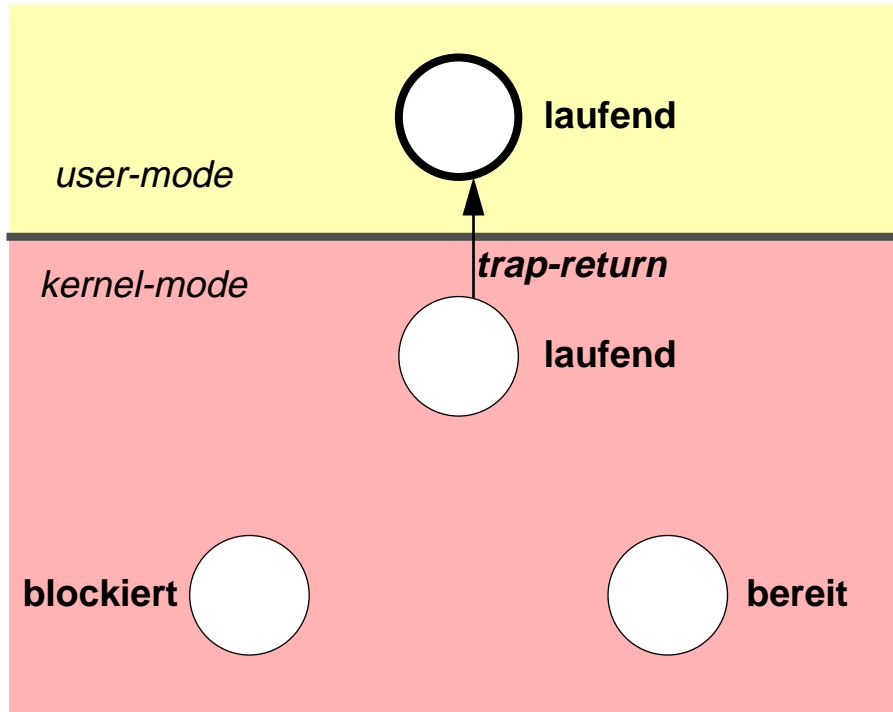 laufend
user-mode
trap-return
kernel-mode
laufend
blockiert
bereit